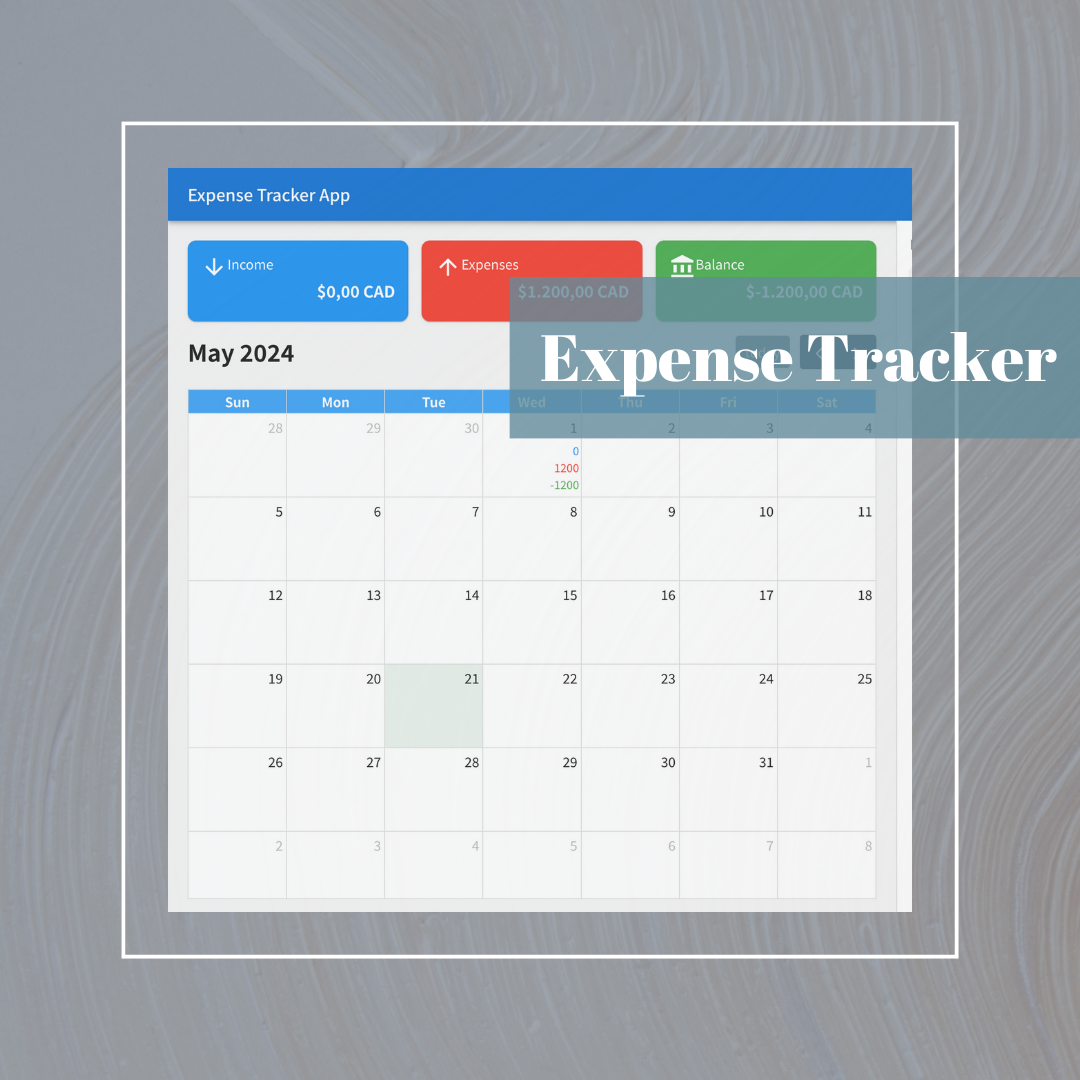 Expense Tracker App
Income
$0,00 CAD
Expenses
$1.200,00 CAD
Balance
$-1.200,00 CAD
Expense Tracker
May 2024
Sun Mon Tue Wed Thu Fri Sat
28 29 30 1 2 3 4
0
1200
-1200
5 6 7 8 9 10 11
12 13 14 15 16 17 18
19 20 21 22 23 24 25
26 27 28 29 30 31 1
2 3 4 5 6 7 8